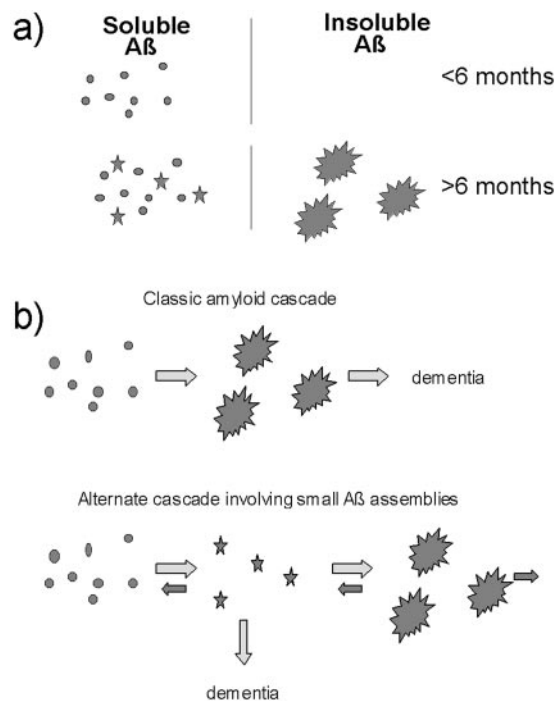 a)
Soluble
Aß
Insoluble
Aß
<6 months
>6 months
b)
Classic amyloid cascade
dementia
Alternate cascade involving small Aß assemblies
dementia